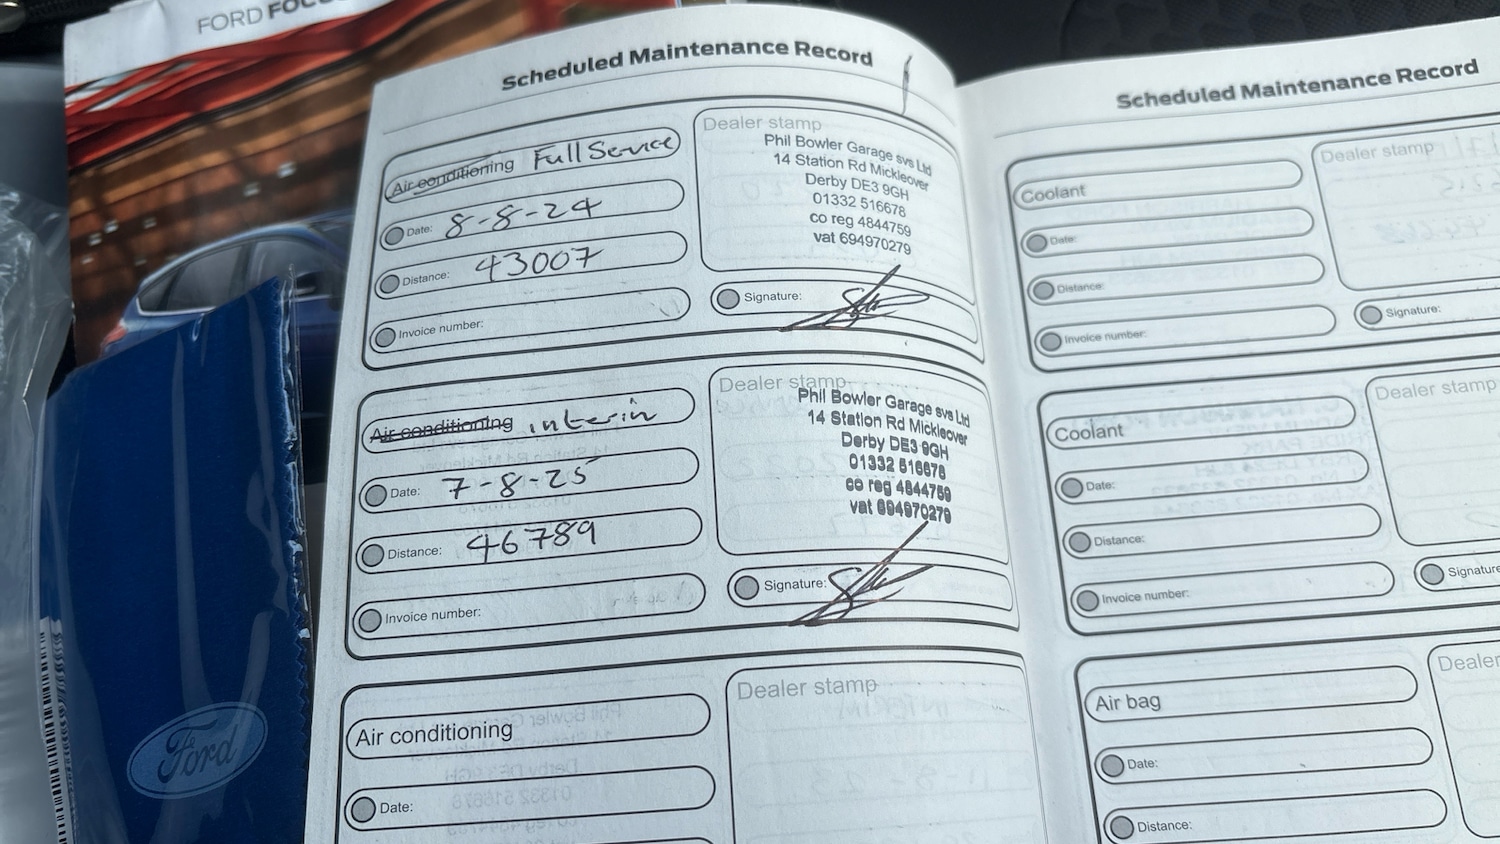 FORD FOCUS
Scheduled Maintenance Record
Air conditioning Full Service
Date: 8-8-24
Distance: 43007
Invoice number:
Dealer stamp
Phil Bowler Garage svs Ltd
14 Station Rd Mickleover
Derby DE3 9GH
01332 516678
co reg 4844759
vat 694970279
Signature:
Air conditioning interin
Date: 7-8-25
Distance: 46789
Invoice number:
Dealer stamp
Phil Bowler Garage svs Ltd
14 Station Rd Mickleover
Derby DE3 9GH
01332 516678
co reg 4844759
vat 694970279
Signature:
Air conditioning
Date:
Dealer stamp
Scheduled Maintenance Record
Coolant
Date:
Distance:
Invoice number:
Dealer stamp
Signature:
Coolant
Date:
Distance:
Invoice number:
Dealer stamp
Signature
Air bag
Date:
Distance:
Dealer
Ford